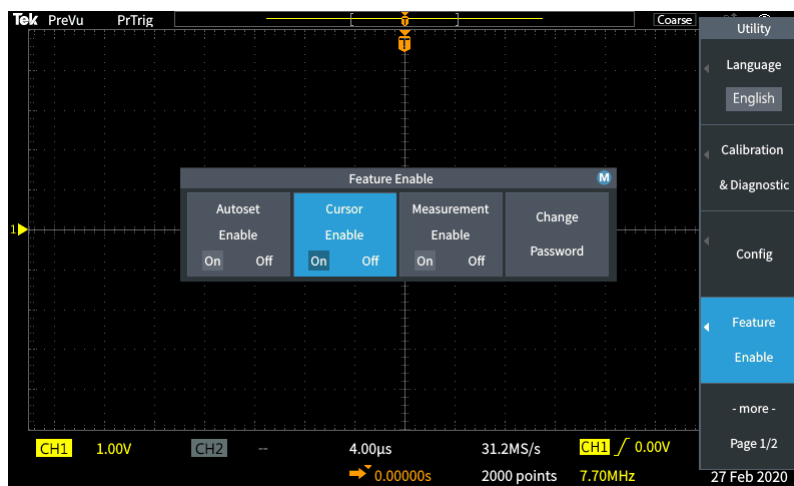 Tek PreVu PrTrig Coarse
T
T
Utility
Language
English
Calibration
& Diagnostic
Config
Feature
Enable
- more -
Page 1/2
Feature Enable M
Autoset
Enable
On Off
Cursor
Enable
On Off
Measurement
Enable
On Off
Change
Password
1
CH1 1.00V CH2 -- 4.00µs 31.2MS/s CH1 0.00V
0.00000s 2000 points 7.70MHz 27 Feb 2020